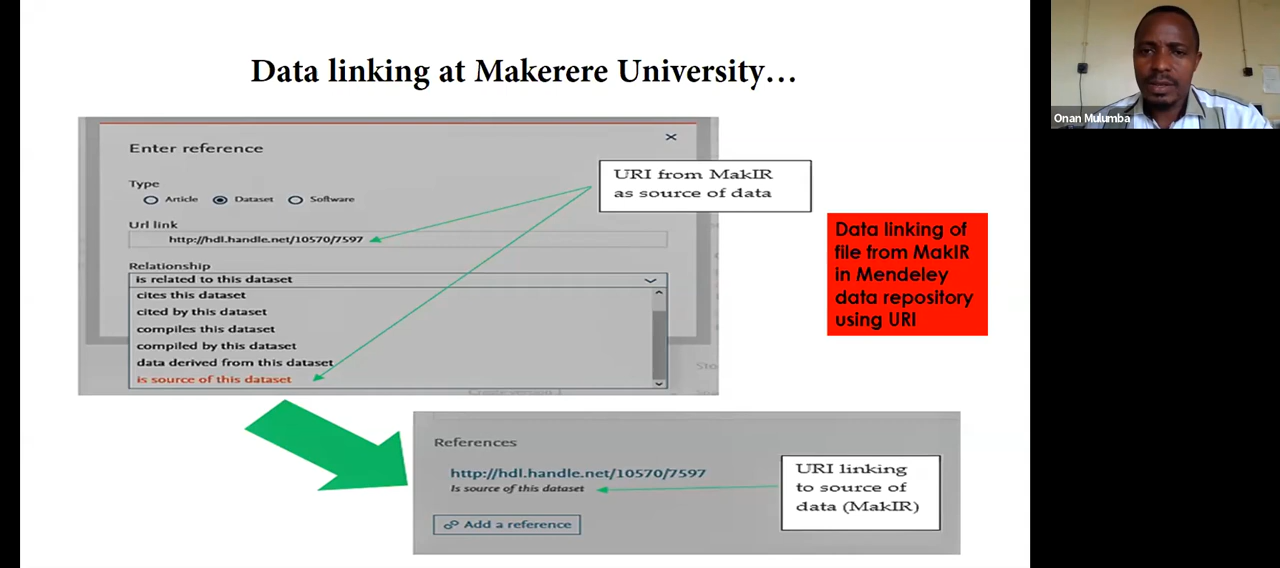 Data linking at Makerere University…
Onan Mulumba
Enter reference
×
Type
Article
Dataset
Software
Url link
http://hdl.handle.net/10570/7597
Relationship
is related to this dataset
cites this dataset
cited by this dataset
compiles this dataset
compiled by this dataset
data derived from this dataset
is source of this dataset
URI from MakIR
as source of data
Data linking of
file from MakIR
in Mendeley
data repository
using URI
References
http://hdl.handle.net/10570/7597
Is source of this dataset
Add a reference
URI linking
to source of
data (MakIR)